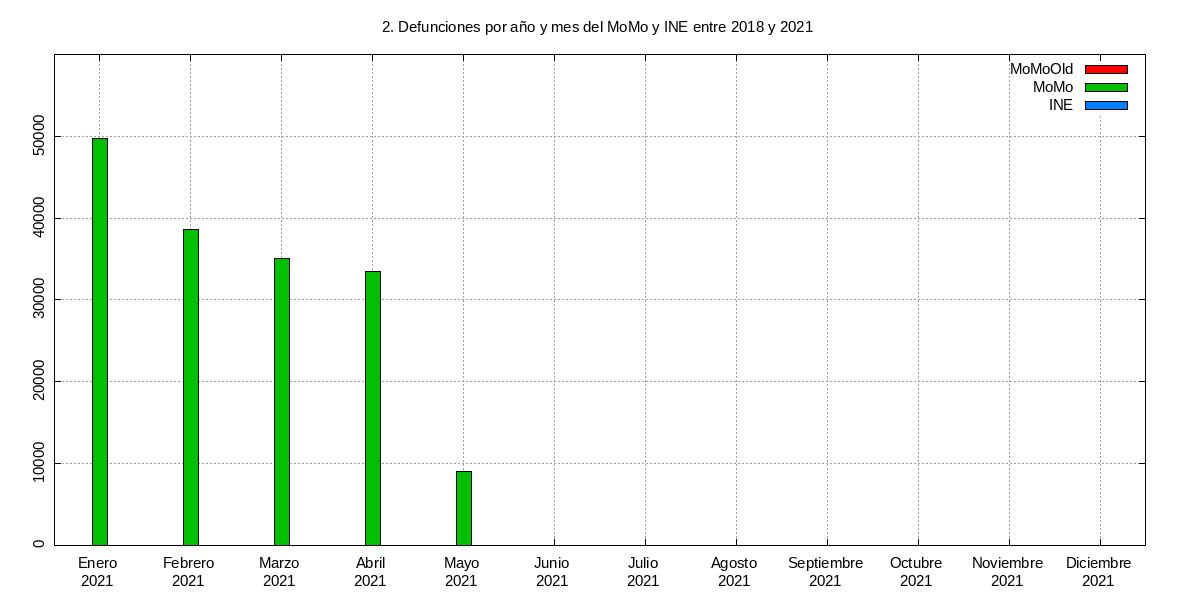 2. Defunciones por año y mes del MoMo y INE entre 2018 y 2021
MoMoOld
MoMo
INE
50000
40000
30000
20000
10000
0
Enero Febrero Marzo Abril Mayo Junio Julio Agosto Septiembre Octubre Noviembre Diciembre
2021 2021 2021 2021 2021 2021 2021 2021 2021 2021 2021 2021